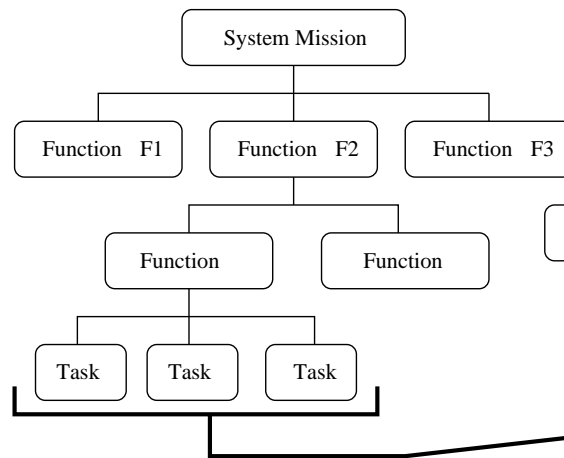 System Mission
Function F1
Function F2
Function F3
Function
Function
Task
Task
Task